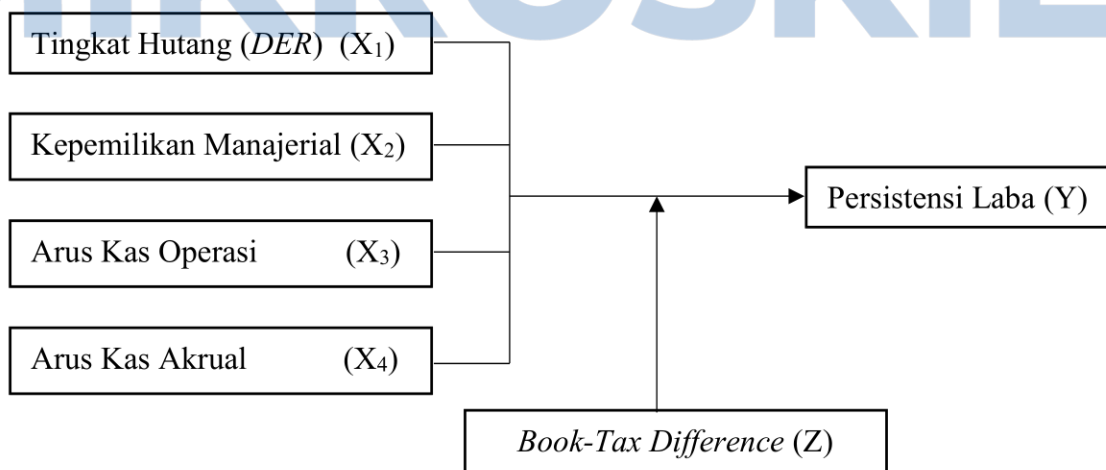 MIKROSKIL
Tingkat Hutang (DER) (X₁)
Kepemilikan Manajerial (X₂)
Arus Kas Operasi (X₃)
Arus Kas Akrual (X₄)
Persistensi Laba (Y)
Book-Tax Difference (Z)